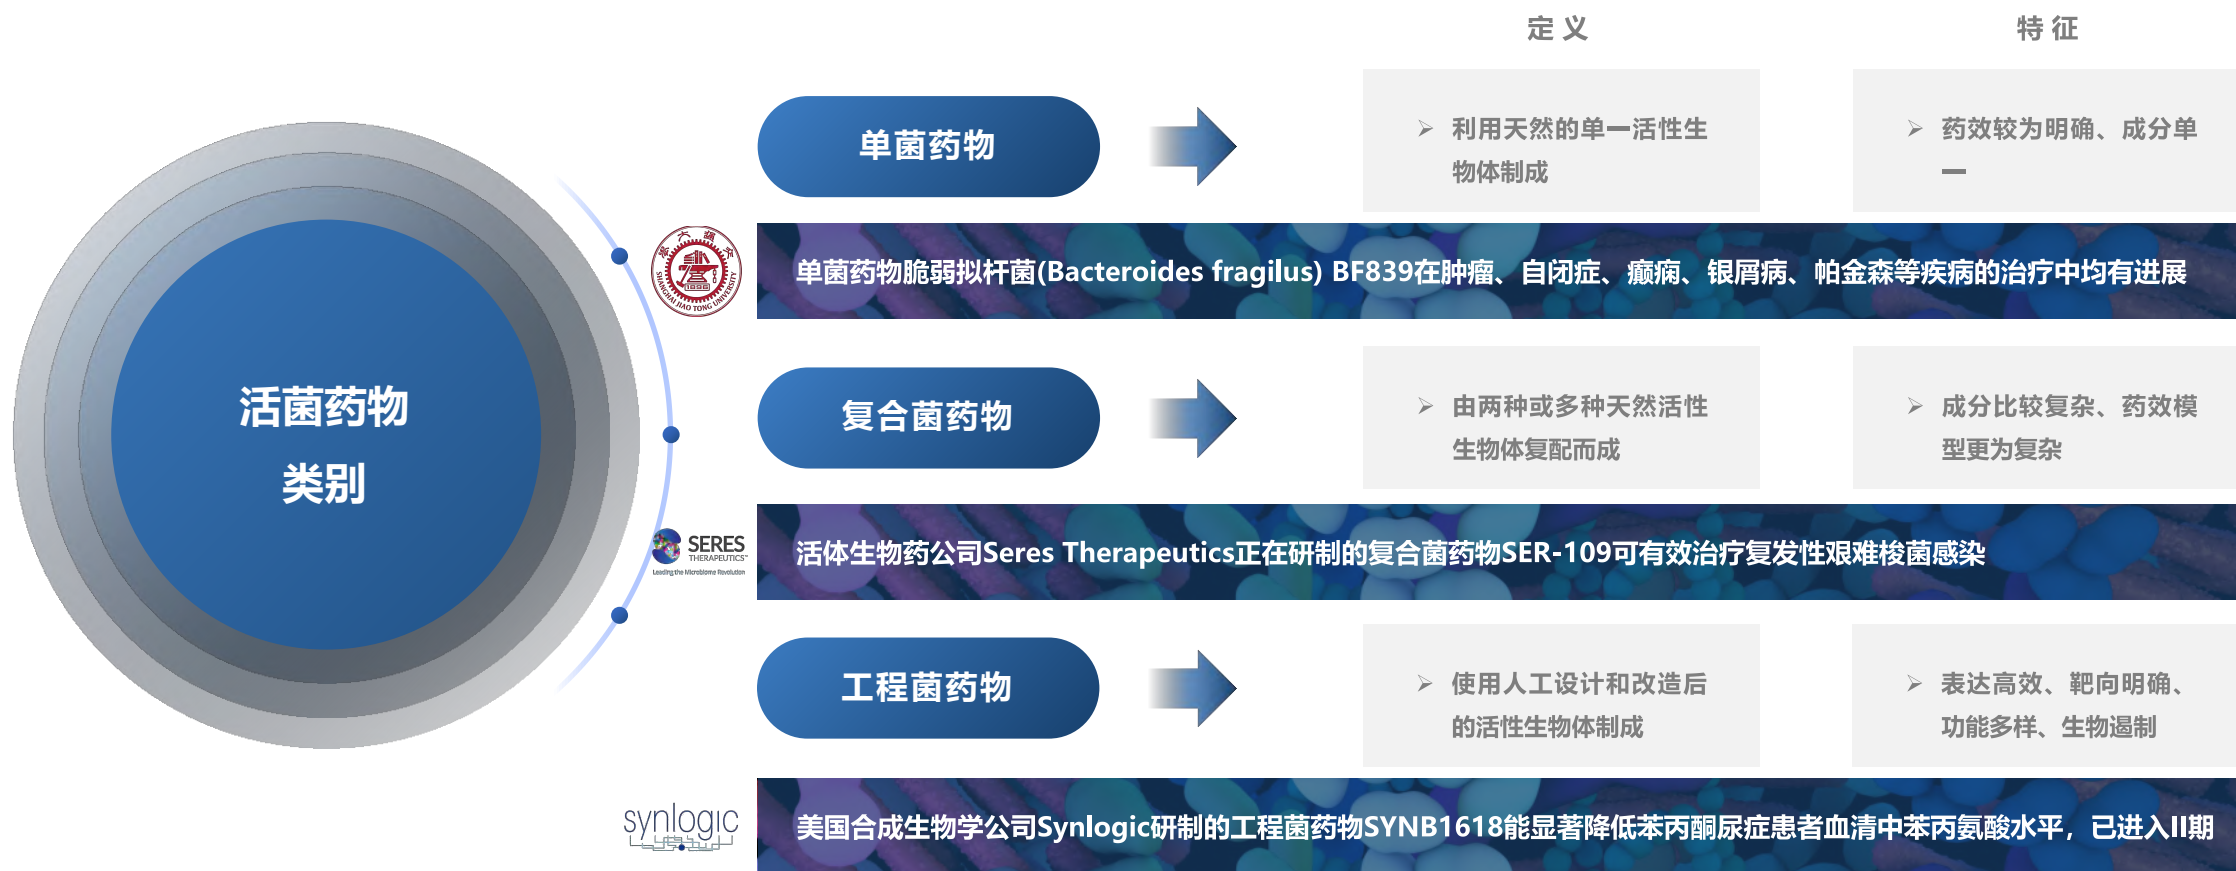 定 义
特 征
活菌药物
类别
单菌药物
利用天然的单一活性生
物体制成
药效较为明确、成分单
一
SHANGHAI JIAO TONG UNIVERSITY
1896
单菌药物脆弱拟杆菌(Bacteroides fragilus) BF839在肿瘤、自闭症、癫痫、银屑病、帕金森等疾病的治疗中均有进展
复合菌药物
由两种或多种天然活性
生物体复配而成
成分比较复杂、药效模
型更为复杂
SERES
THERAPEUTICS™
Leading the Microbiome Revolution
活体生物药公司Seres Therapeutics正在研制的复合菌药物SER-109可有效治疗复发性艰难梭菌感染
工程菌药物
使用人工设计和改造后
的活性生物体制成
表达高效、靶向明确、
功能多样、生物遏制
synlogic
美国合成生物学公司Synlogic研制的工程菌药物SYNB1618能显著降低苯丙酮尿症患者血清中苯丙氨酸水平，已进入II期